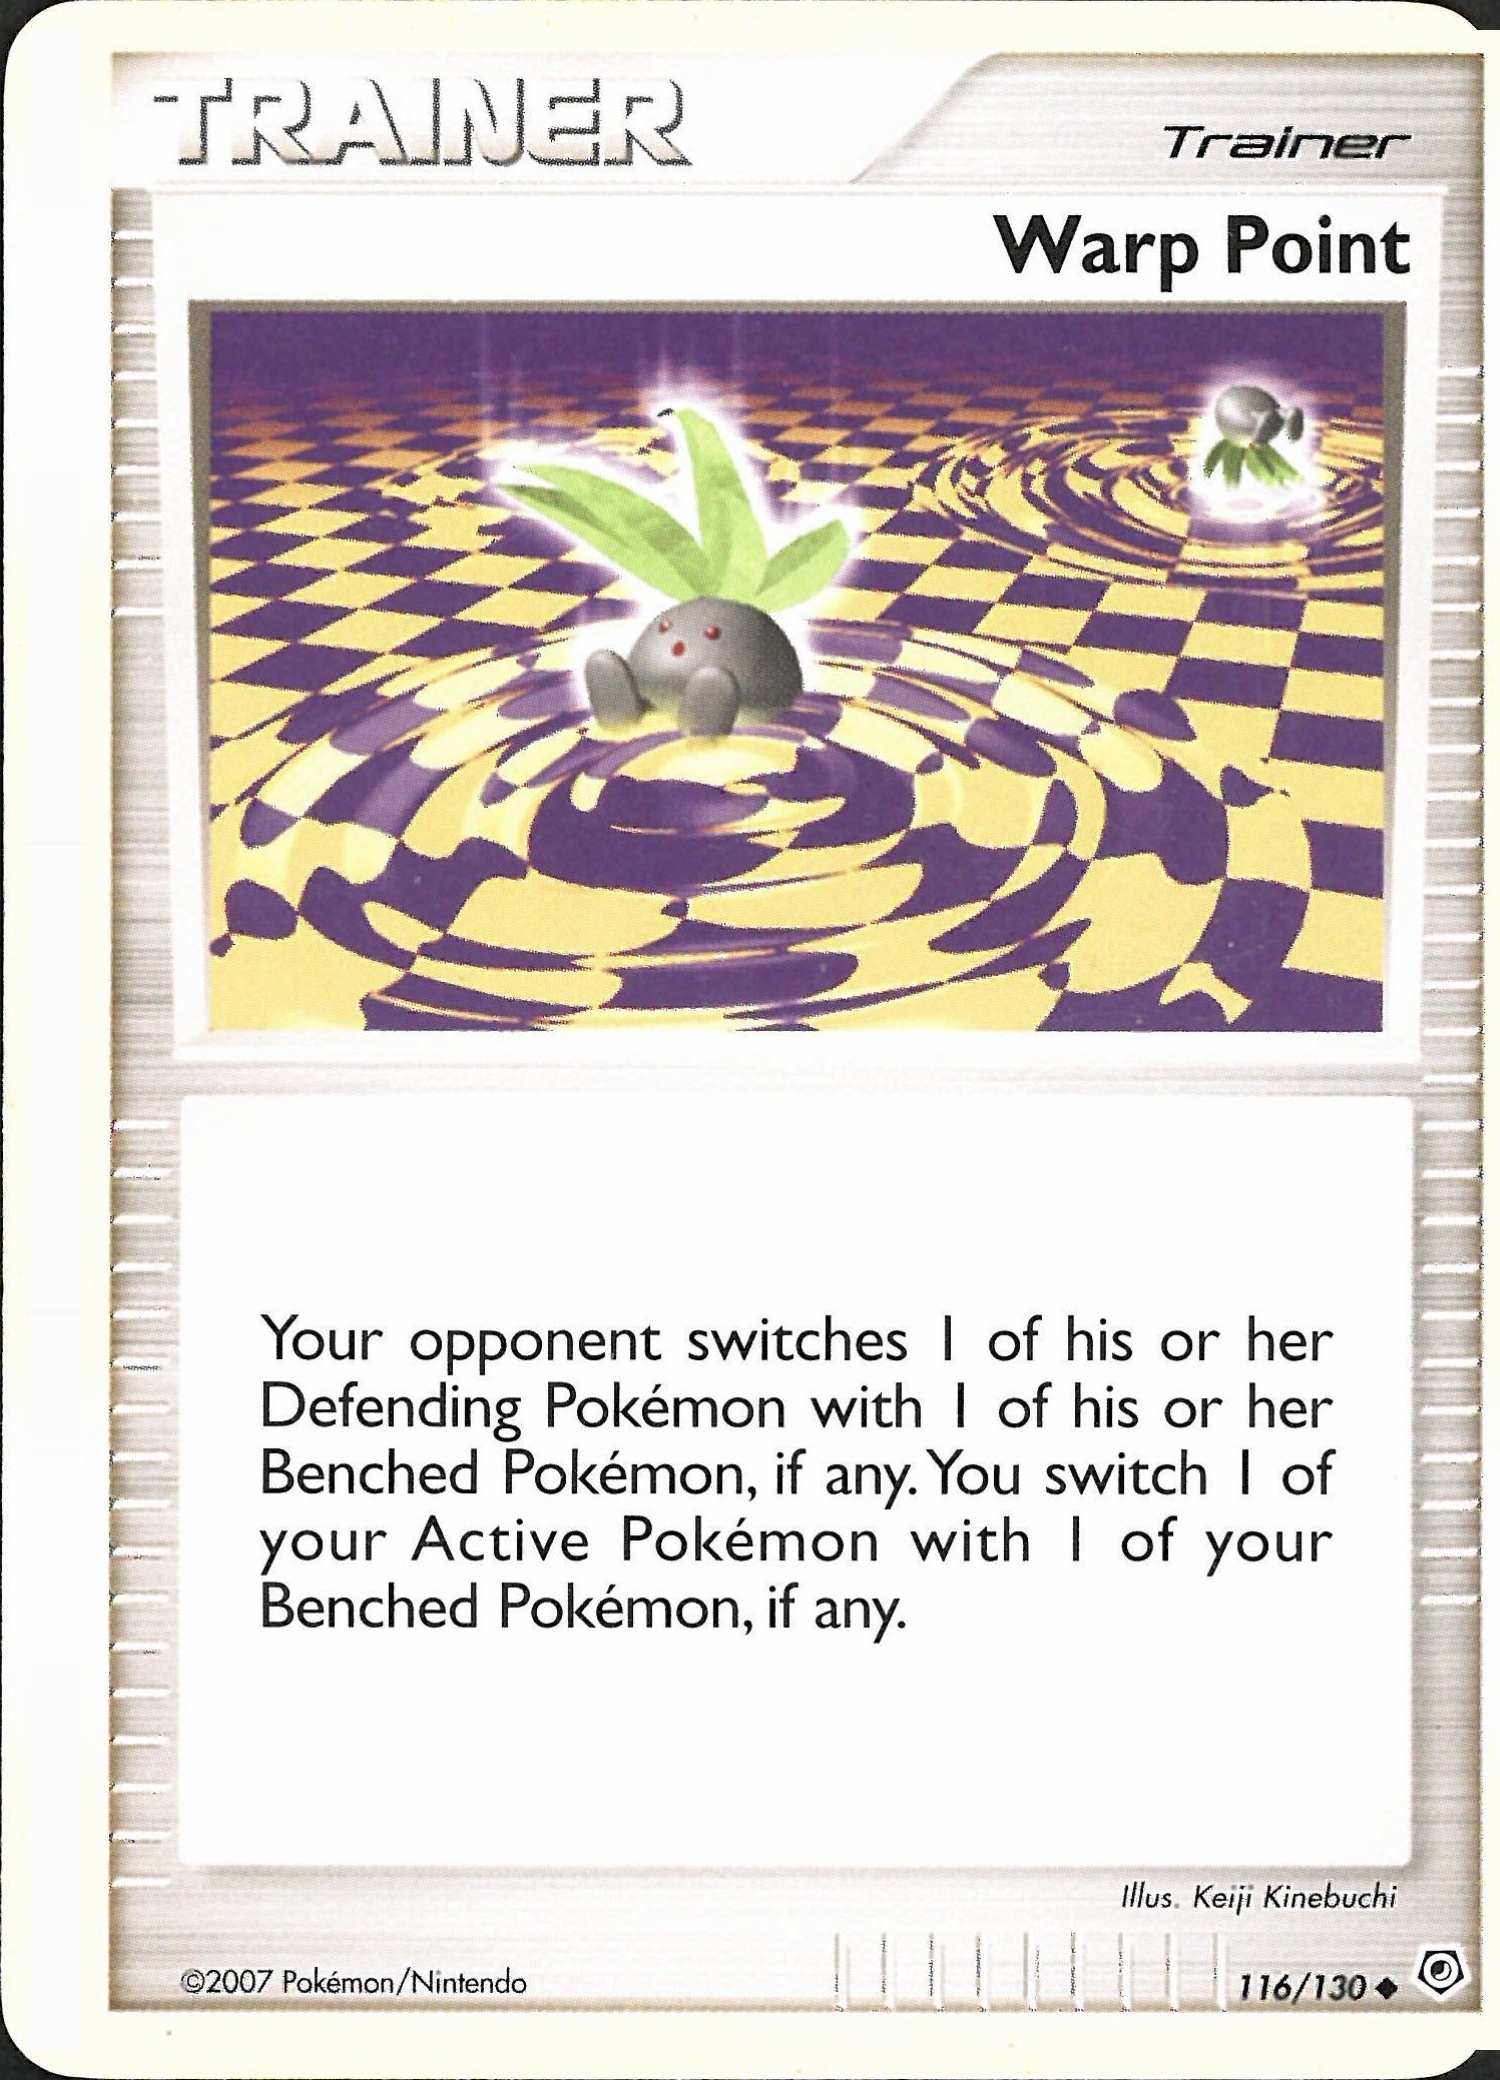 TRAINER
Trainer
Warp Point
Your opponent switches 1 of his or her
Defending Pokémon with 1 of his or her
Benched Pokémon, if any. You switch 1 of
your Active Pokémon with 1 of your
Benched Pokémon, if any.
Illus. Keiji Kinebuchi
©2007 Pokémon/Nintendo
116/130